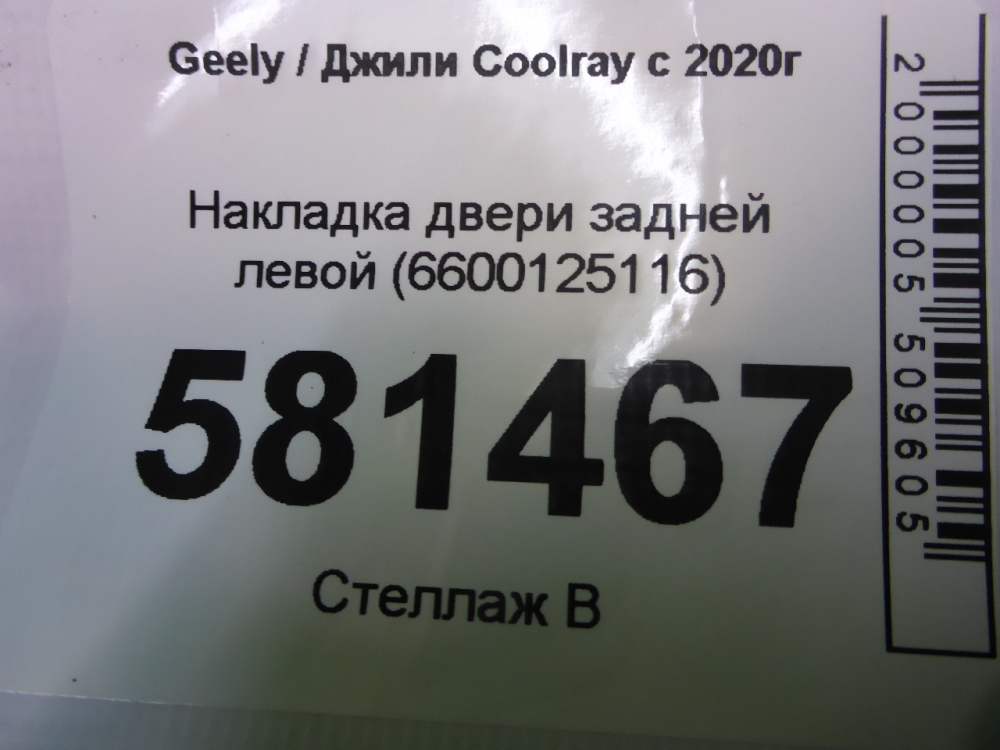 Geely / Джили Coolray с 2020г
Накладка двери задней
левой (6600125116)
581467
Стеллаж В
2000005509605